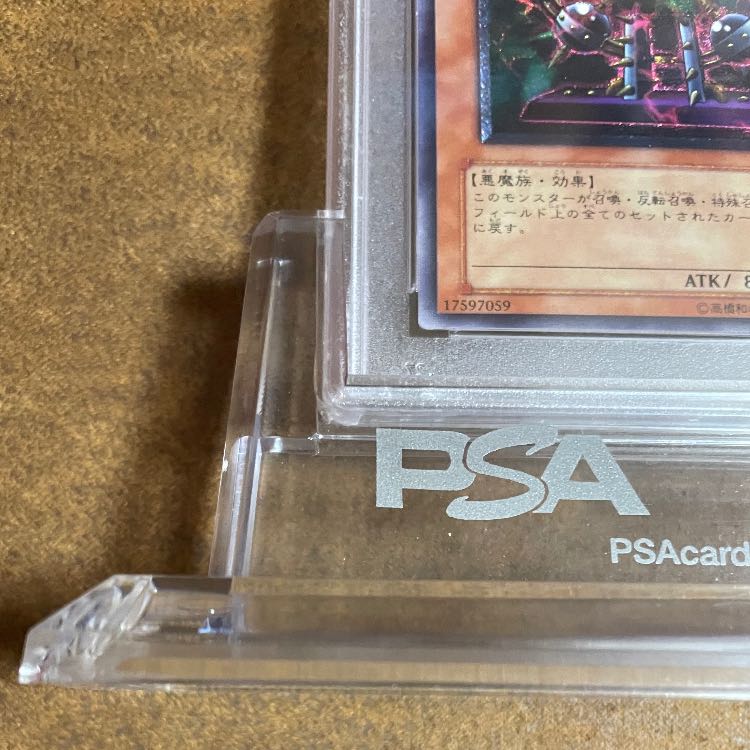 【悪魔族・効果】
このモンスターが召喚・反転召喚・特殊召
フィールド上の全てのセットされたカー
に戻す。
ATK/ 8
17597059
©高橋和
PSA
PSAcard